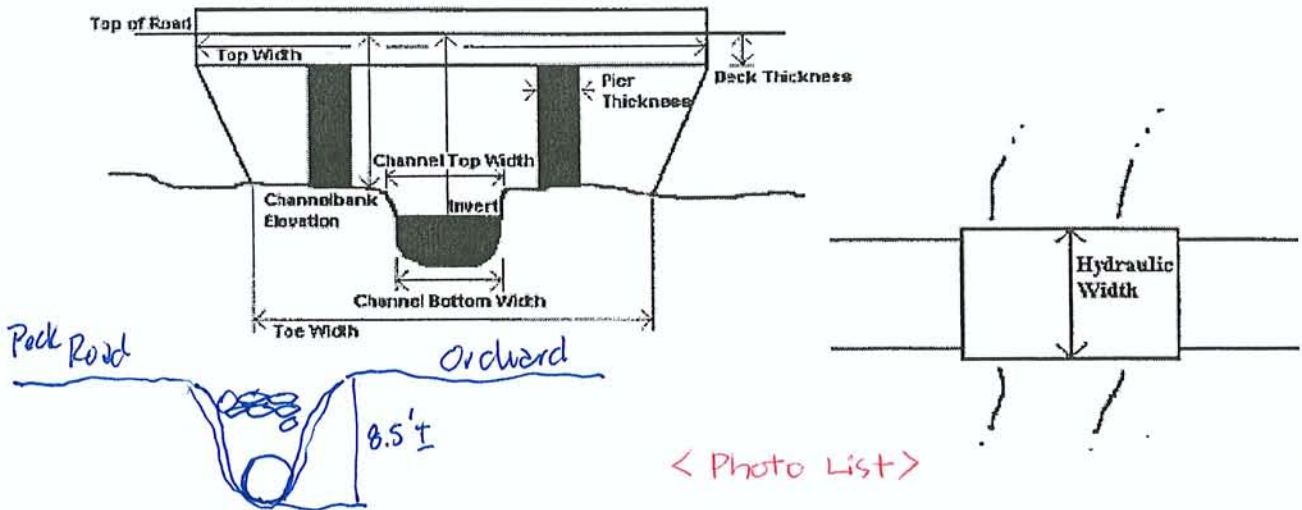 Top of Road
Top Width
Deck Thickness
Pier
Thickness
Channel Top Width
Channelbank
Elevation
Invert
Channel Bottom Width
Toe Width
Hydraulic
Width
Peck Road
Orchard
8.5'±
< Photo List >